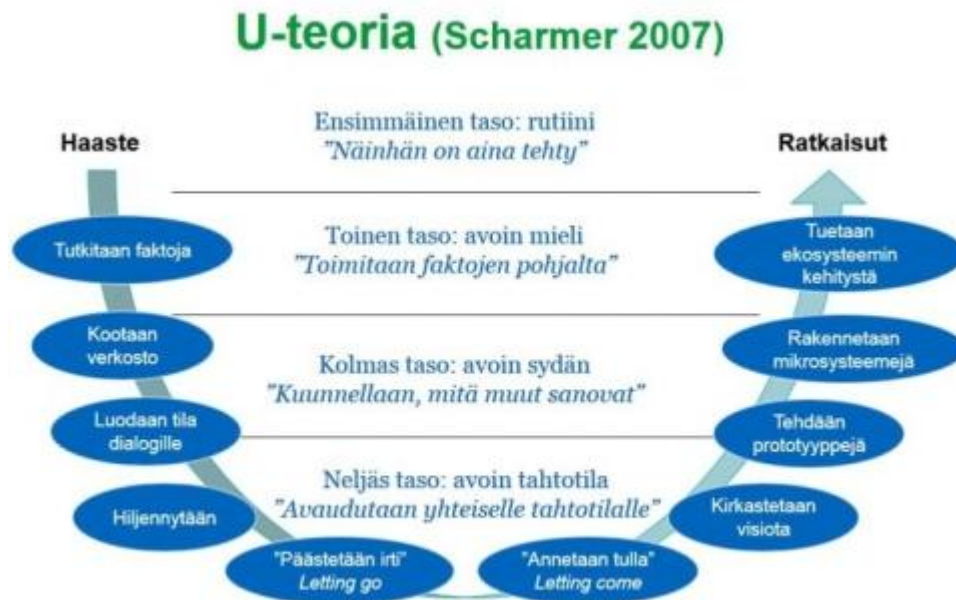 U-teoria (Scharmer 2007)
Haaste
Ensimmäinen taso: rutiini
"Näinhän on aina tehty"
Ratkaisut
Tutkitaan faktoja
Toinen taso: avoin mieli
"Toimitaan faktojen pohjalta"
Tuetaan
ekosysteemin
kehitystä
Kootaan
verkosto
Kolmas taso: avoin sydän
"Kuunnellaan, mitä muut sanovat"
Rakennetaan
mikrosysteemejä
Luodaan tila
dialogille
Tehdään
prototyyppejä
Neljäs taso: avoin tahtotila
"Avaudutaan yhteiselle tahtotilalle"
Hiljennytään
Kirkastetaan
visiota
"Päästetään irti"
Letting go
"Annetaan tulla"
Letting come